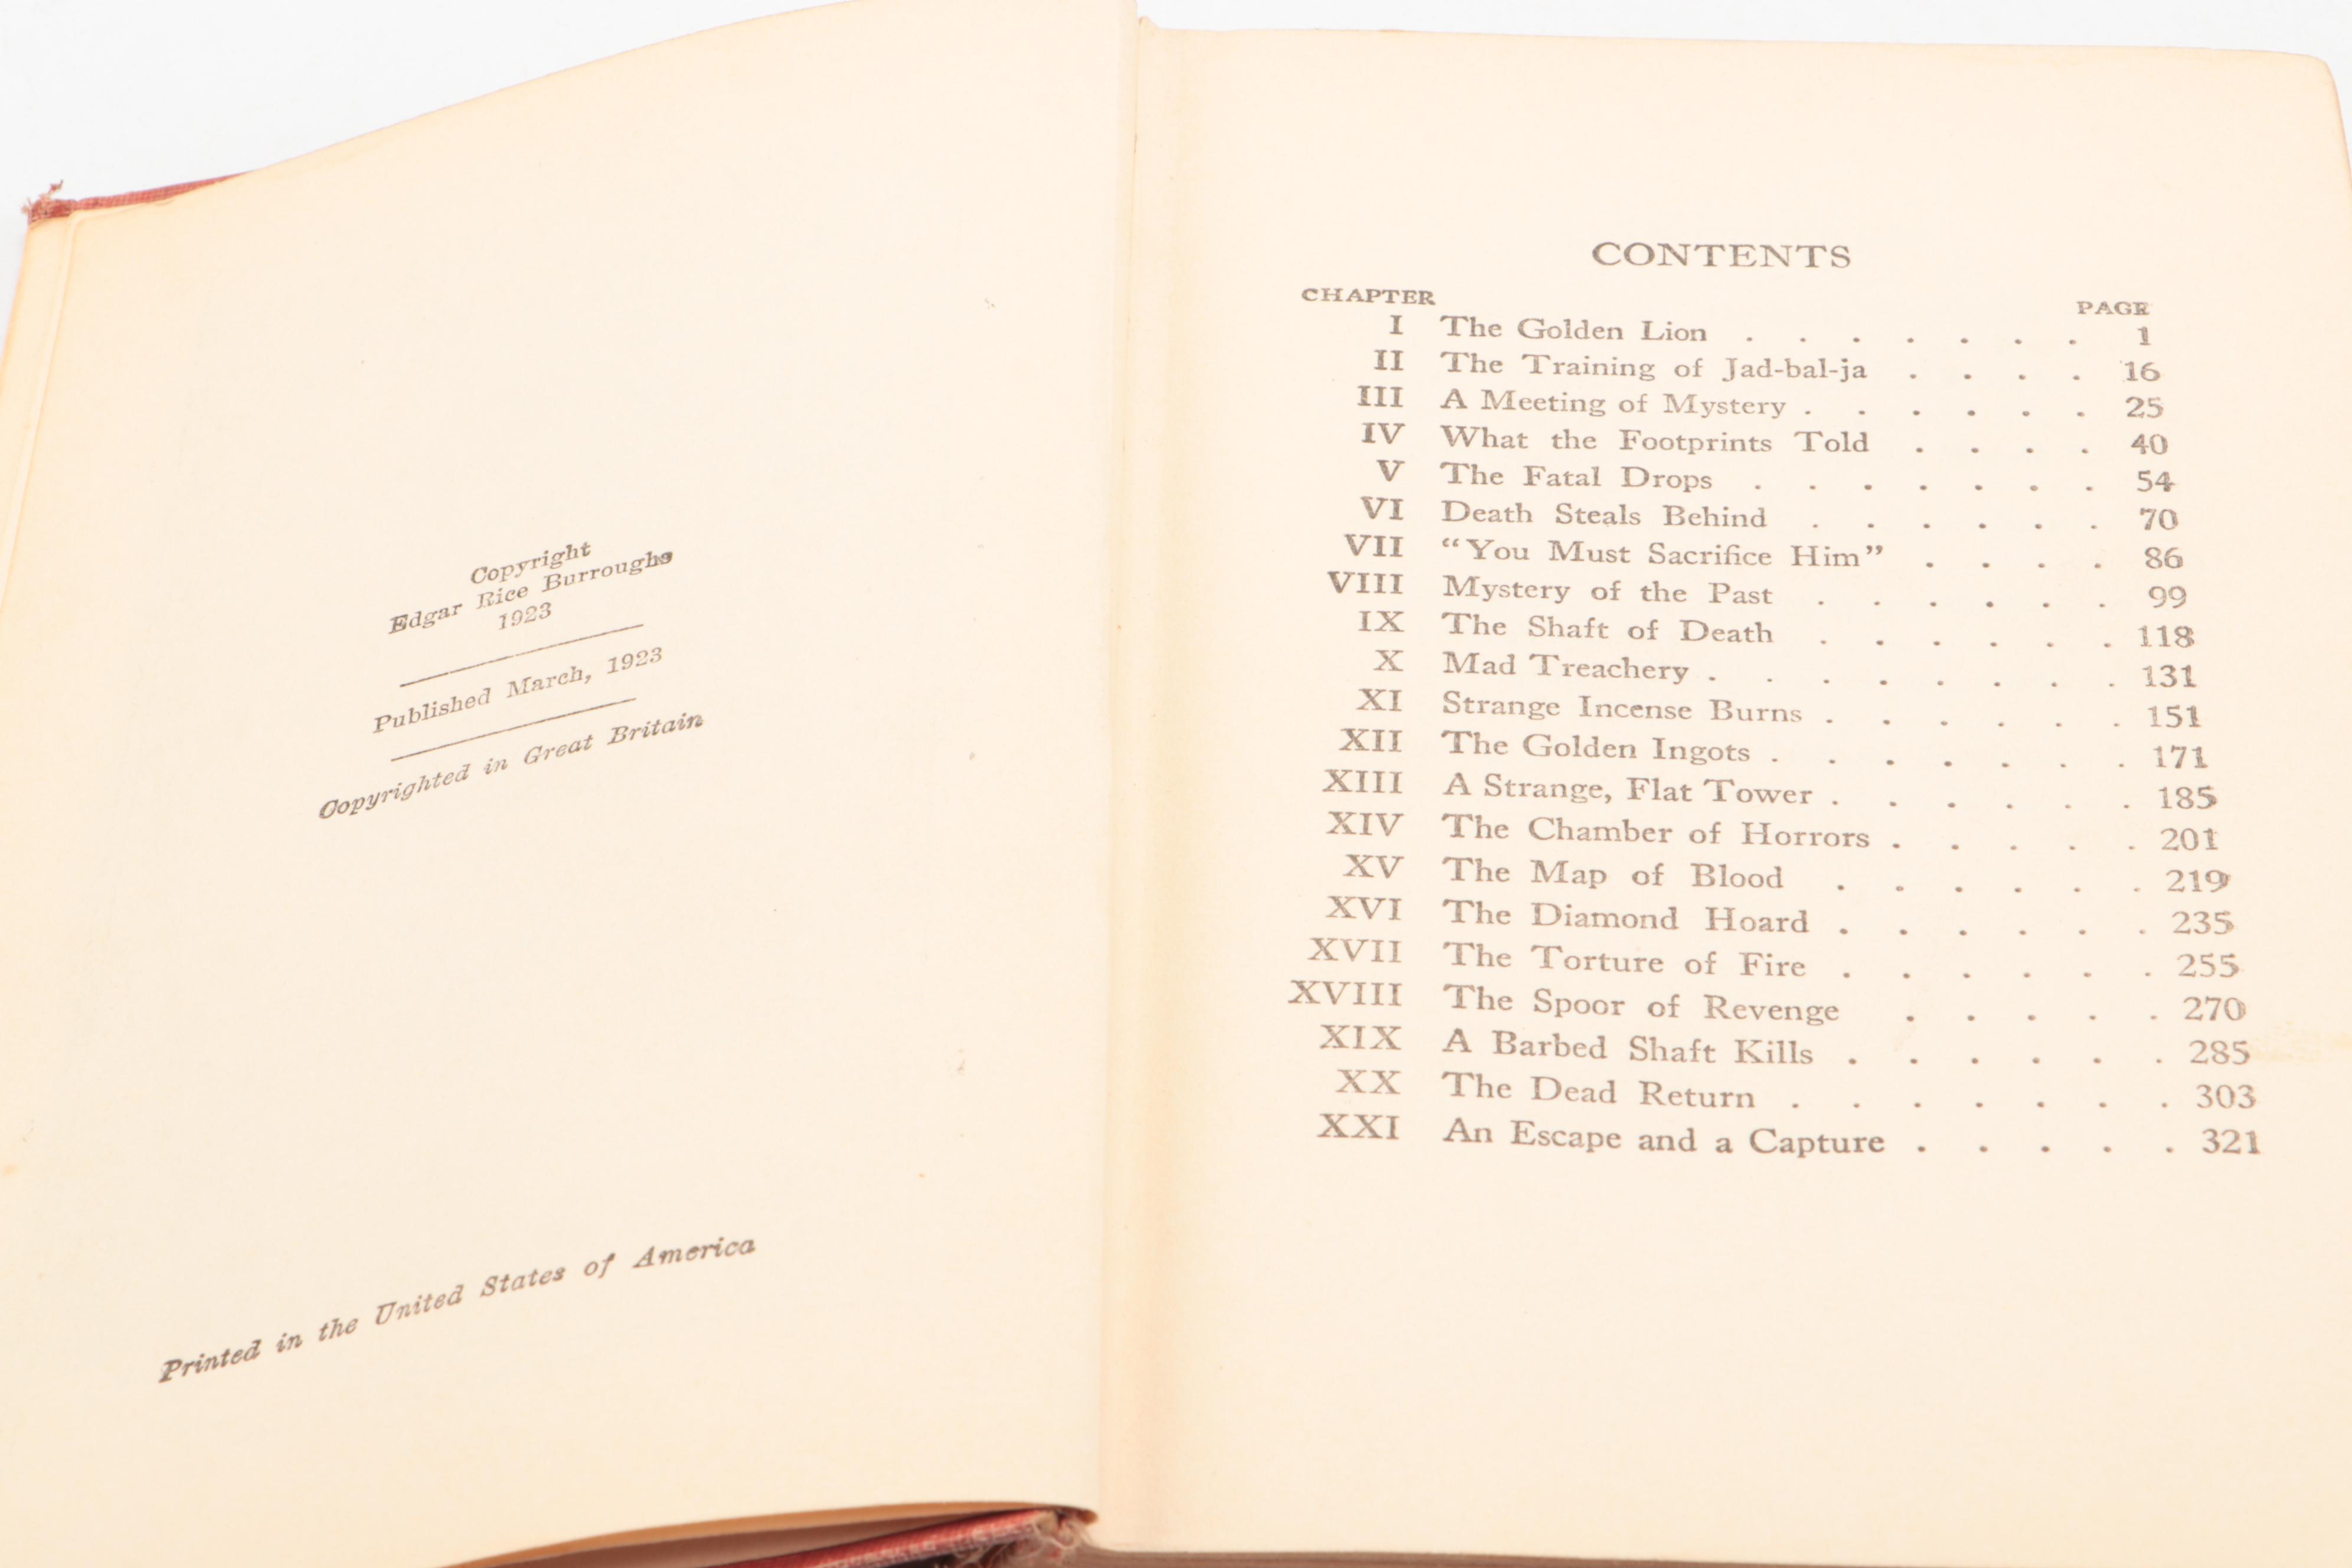 Copyright
Edgar Rice Burroughs
1923
Published March, 1923
Copyrighted in Great Britain
Printed in the United States of America
CONTENTS
CHAPTER PAGE
I The Golden Lion . . . . . . . 1
II The Training of Jad-bal-ja . . . . 16
III A Meeting of Mystery . . . . . . 25
IV What the Footprints Told . . . . 40
V The Fatal Drops . . . . . . . 54
VI Death Steals Behind . . . . . . 70
VII “You Must Sacrifice Him” . . . . 86
VIII Mystery of the Past . . . . . . 99
IX The Shaft of Death . . . . . . 118
X Mad Treachery . . . . . . . . 131
XI Strange Incense Burns . . . . . . 151
XII The Golden Ingots . . . . . . . 171
XIII A Strange, Flat Tower . . . . . . 185
XIV The Chamber of Horrors . . . . . 201
XV The Map of Blood . . . . . . 219
XVI The Diamond Hoard . . . . . . 235
XVII The Torture of Fire . . . . . . 255
XVIII The Spoor of Revenge . . . . . 270
XIX A Barbed Shaft Kills . . . . . . 285
XX The Dead Return . . . . . . . 303
XXI An Escape and a Capture . . . . . 321